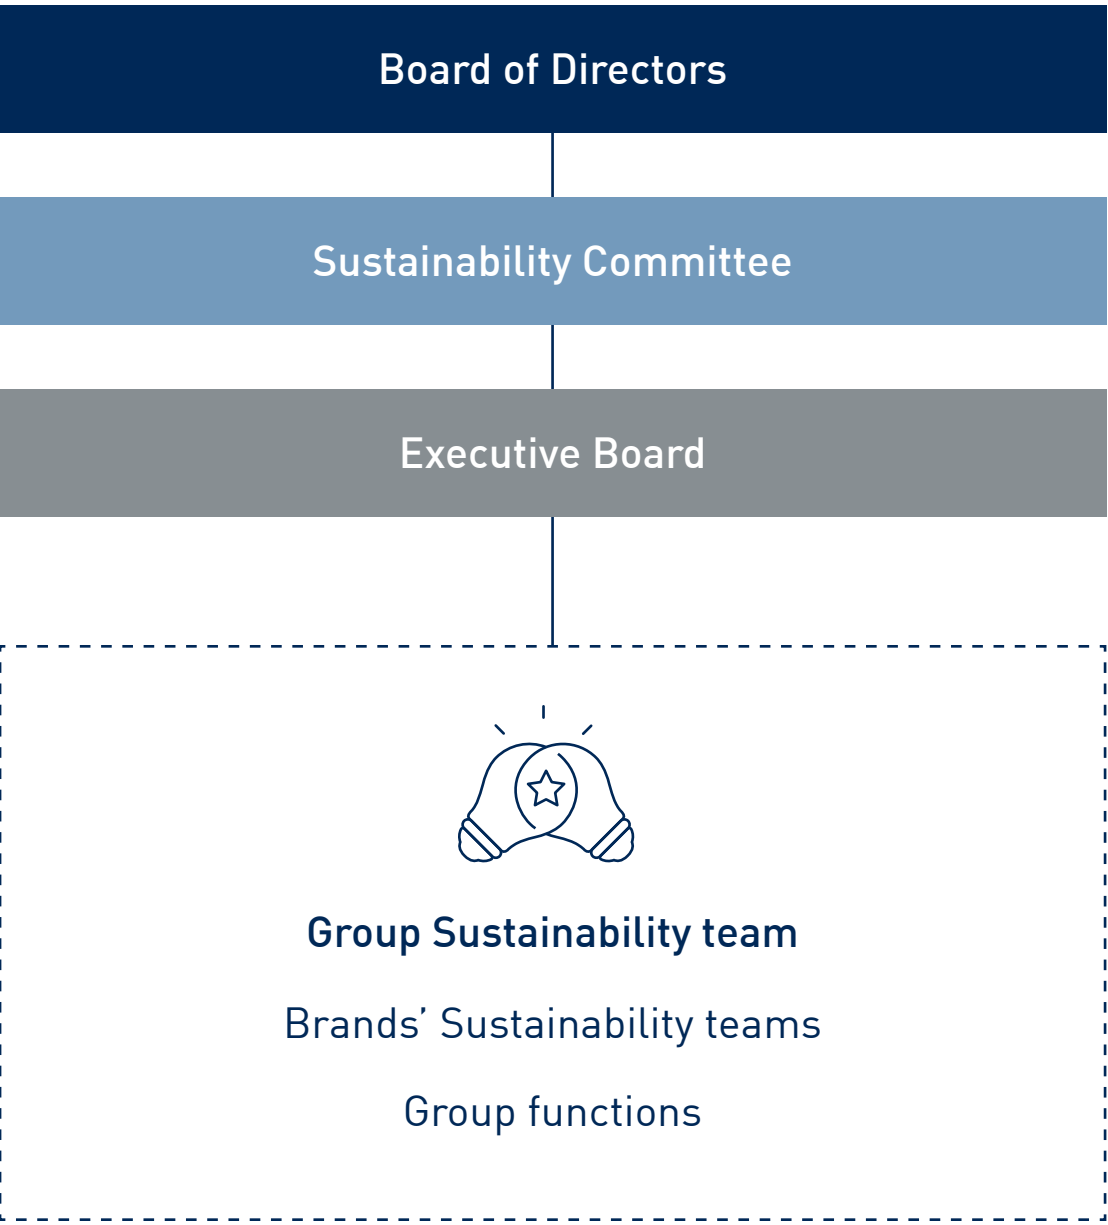 Board of Directors
Sustainability Committee
Executive Board
Group Sustainability team
Brands’ Sustainability teams
Group functions